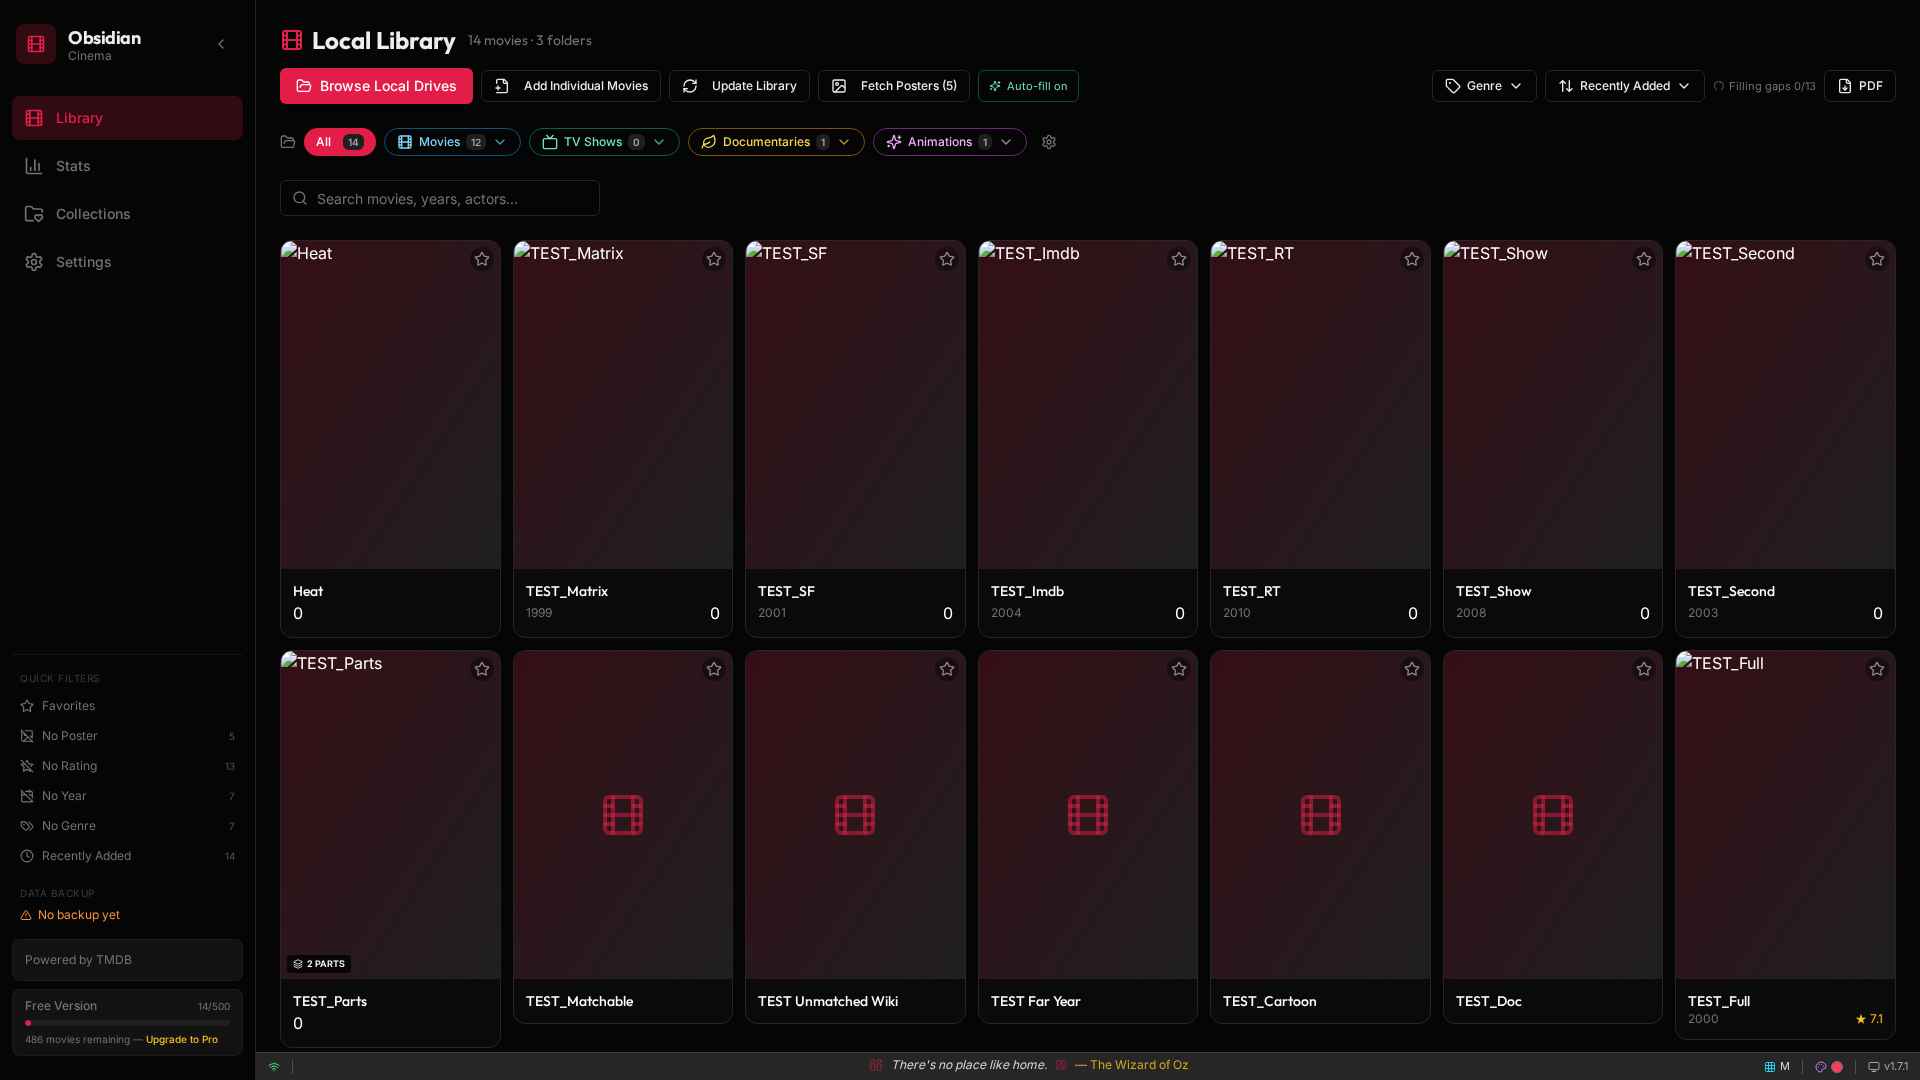 Obsidian
Cinema
Library
Stats
Collections
Settings
QUICK FILTERS
Favorites
No Poster 5
No Rating 13
No Year 7
No Genre 7
Recently Added 14
DATA BACKUP
No backup yet
Powered by TMDB
Free Version 14/500
486 movies remaining — Upgrade to Pro
Local Library 14 movies · 3 folders
Browse Local Drives Add Individual Movies Update Library Fetch Posters (5) Auto-fill on Genre Recently Added Filling gaps 0/13 PDF
All 14 Movies 12 TV Shows 0 Documentaries 1 Animations 1
Search movies, years, actors...
Heat TEST_Matrix TEST_SF TEST_Imdb TEST_RT TEST_Show TEST_Second
Heat TEST_Matrix TEST_SF TEST_Imdb TEST_RT TEST_Show TEST_Second
0 1999 0 2001 0 2004 0 2010 0 2008 0 2003 0
TEST_Parts TEST_Full
2 PARTS
TEST_Parts TEST_Matchable TEST Unmatched Wiki TEST Far Year TEST_Cartoon TEST_Doc TEST_Full
0 2000 ★ 7.1
There's no place like home. — The Wizard of Oz
M v1.7.1